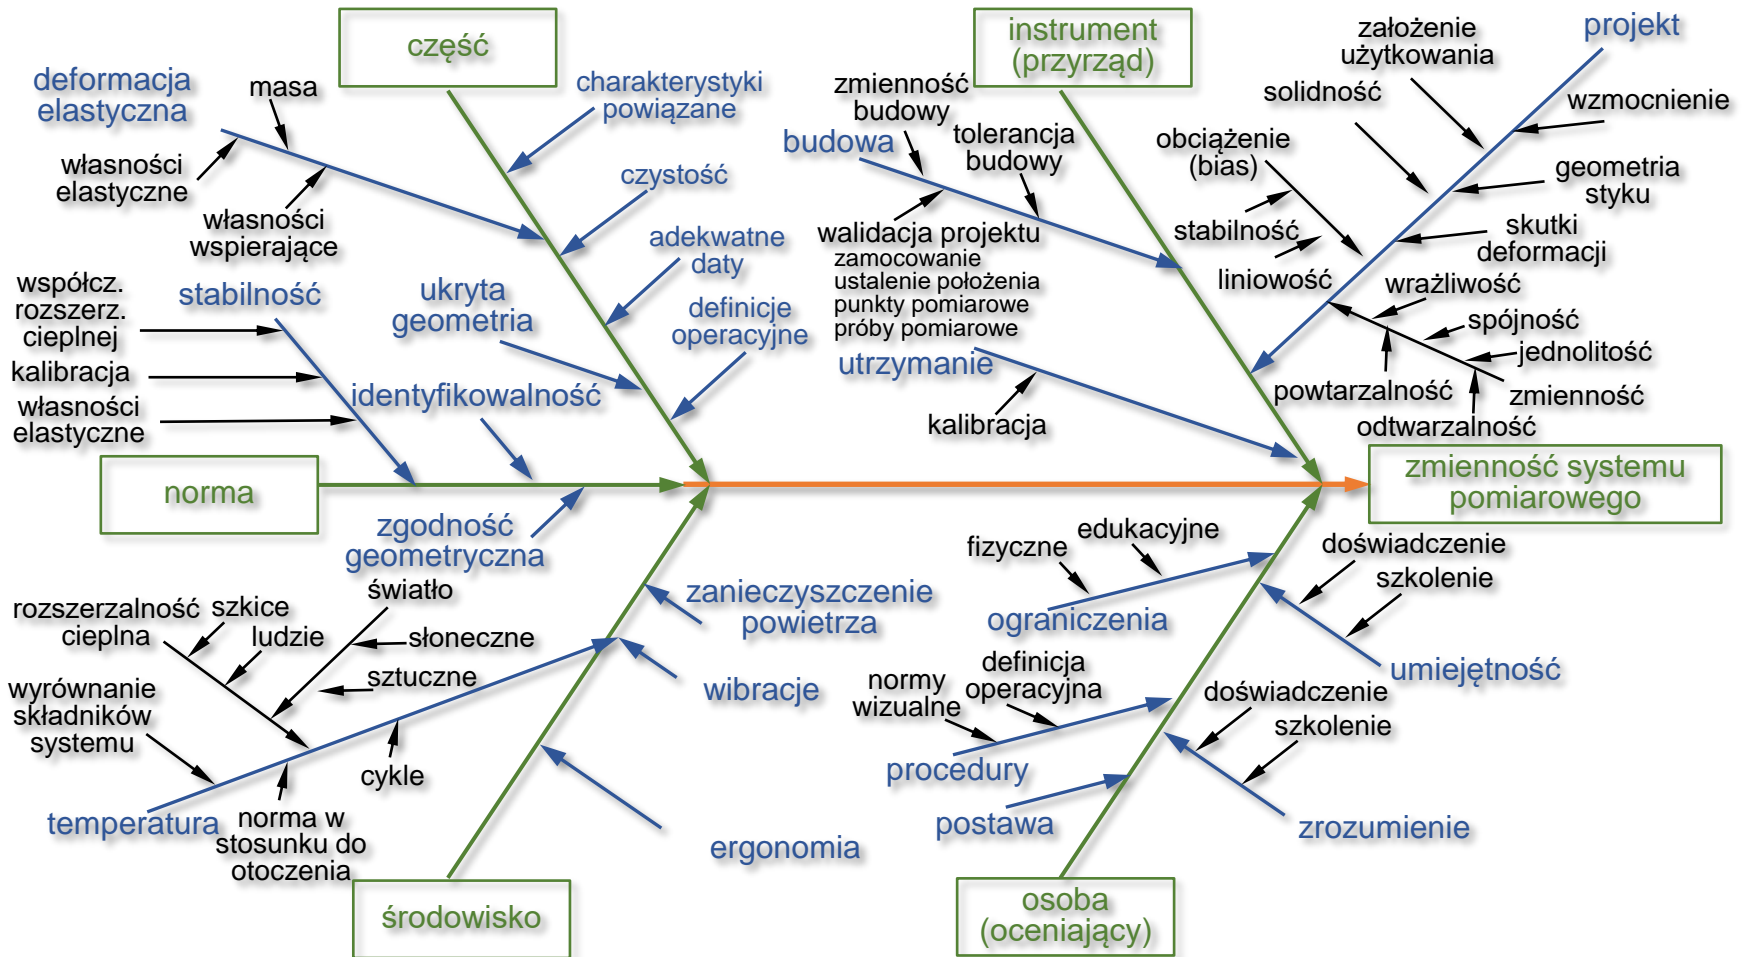 część
instrument
(przyrząd)
projekt
założenie
użytkowania
deformacja
elastyczna
masa
charakterystyki
powiązane
zmienność
budowy
solidność
wzmocnienie
budowa
tolerancja
budowy
obciążenie
(bias)
własności
elastyczne
czystość
geometria
styku
własności
wspierające
adekwatne
daty
walidacja projektu
zamocowanie
ustalenie położenia
punkty pomiarowe
próby pomiarowe
stabilność
skutki
deformacji
liniowość
wrażliwość
współcz.
rozszerz.
cieplnej
stabilność
ukryta
geometria
definicje
operacyjne
spójność
jednolitość
kalibracja
utrzymanie
powtarzalność
zmienność
identyfikowalność
własności
elastyczne
kalibracja
odtwarzalność
norma
zmienność systemu
pomiarowego
zgodność
geometryczna
fizyczne
edukacyjne
doświadczenie
szkolenie
światło
rozszerzalność
cieplna
szkice
ludzie
zanieczyszczenie
powietrza
ograniczenia
słoneczne
sztuczne
wibracje
definicja
operacyjna
umiejętność
wyrównanie
składników
systemu
normy
wizualne
doświadczenie
szkolenie
cykle
procedury
temperatura
norma w
stosunku do
otoczenia
ergonomia
postawa
zrozumienie
środowisko
osoba
(oceniający)